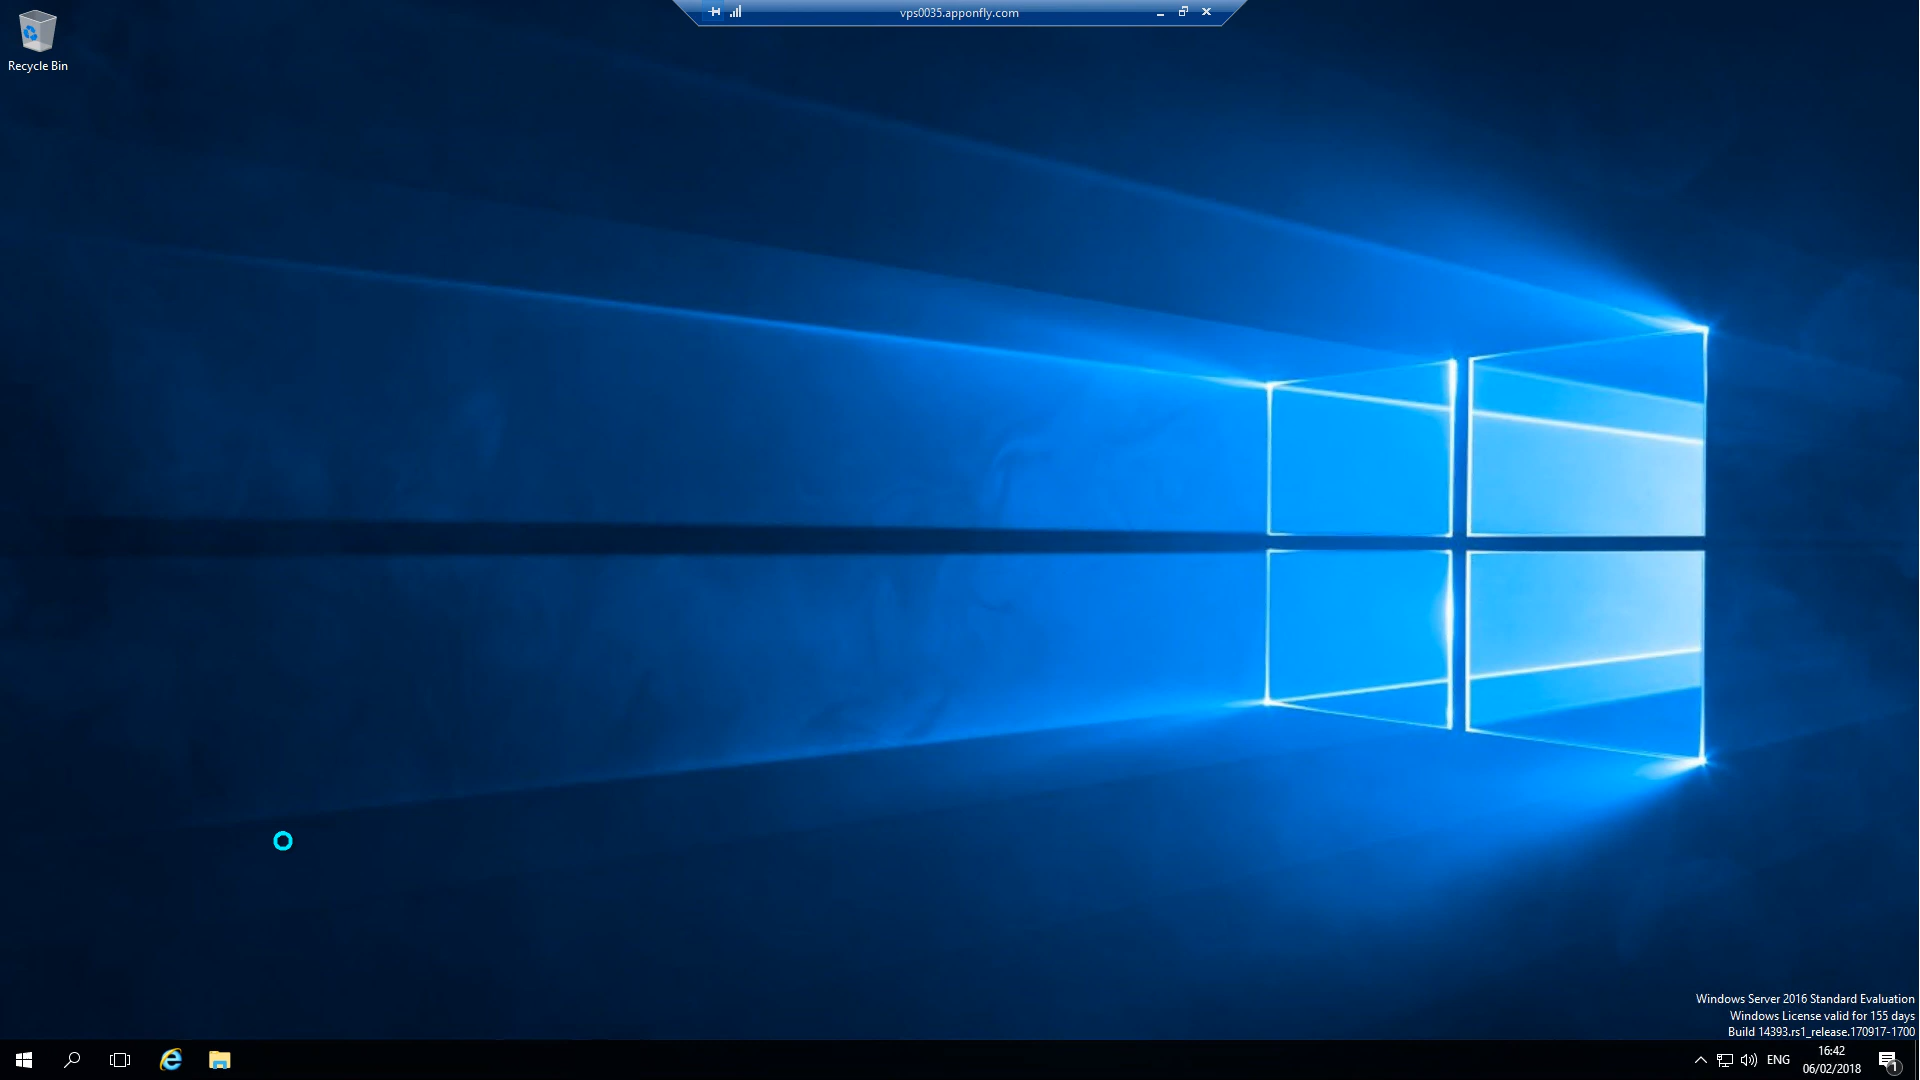 vps0035.apponfly.com
Recycle Bin
Windows Server 2016 Standard Evaluation
Windows License valid for 155 days
Build 14393.rs1_release.170917-1700
ENG
16:42
06/02/2018
1